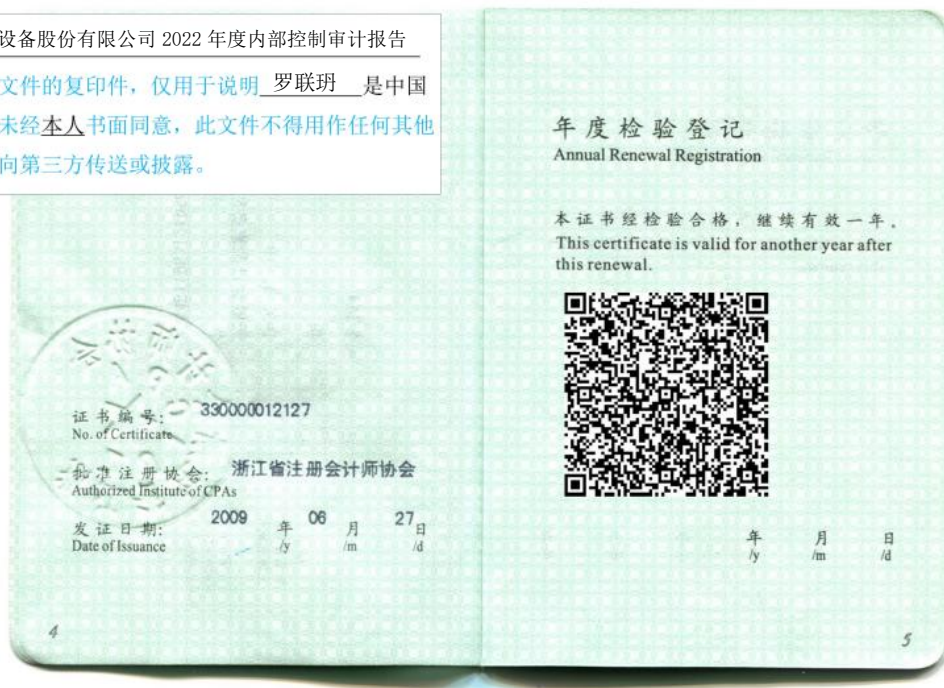 设备股份有限公司 2022 年度内部控制审计报告
文件的复印件，仅用于说明 罗联玬 是中国
未经本人书面同意，此文件不得用作任何其他
向第三方传送或披露。
证书编号: 330000012127
No. of Certificate
批准注册协会: 浙江省注册会计师协会
Authorized Institute of CPAs
发证日期: 2009 年 06 月 27 日
Date of Issuance /y /m /d
4
年度检验登记
Annual Renewal Registration
本证书经检验合格，继续有效一年。
This certificate is valid for another year after
this renewal.
年 月 日
/y /m /d
5